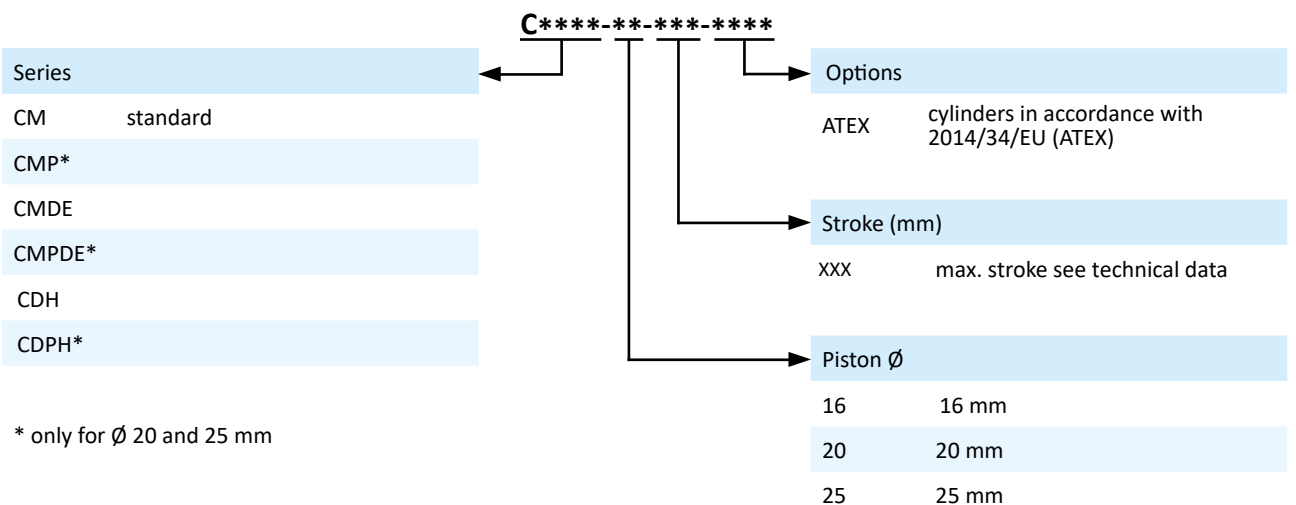 C****-**-***-****
Series
CM standard
CMP*
CMDE
CMPDE*
CDH
CDPH*
* only for Ø 20 and 25 mm
Options
ATEX cylinders in accordance with
2014/34/EU (ATEX)
Stroke (mm)
XXX max. stroke see technical data
Piston Ø
16 16 mm
20 20 mm
25 25 mm